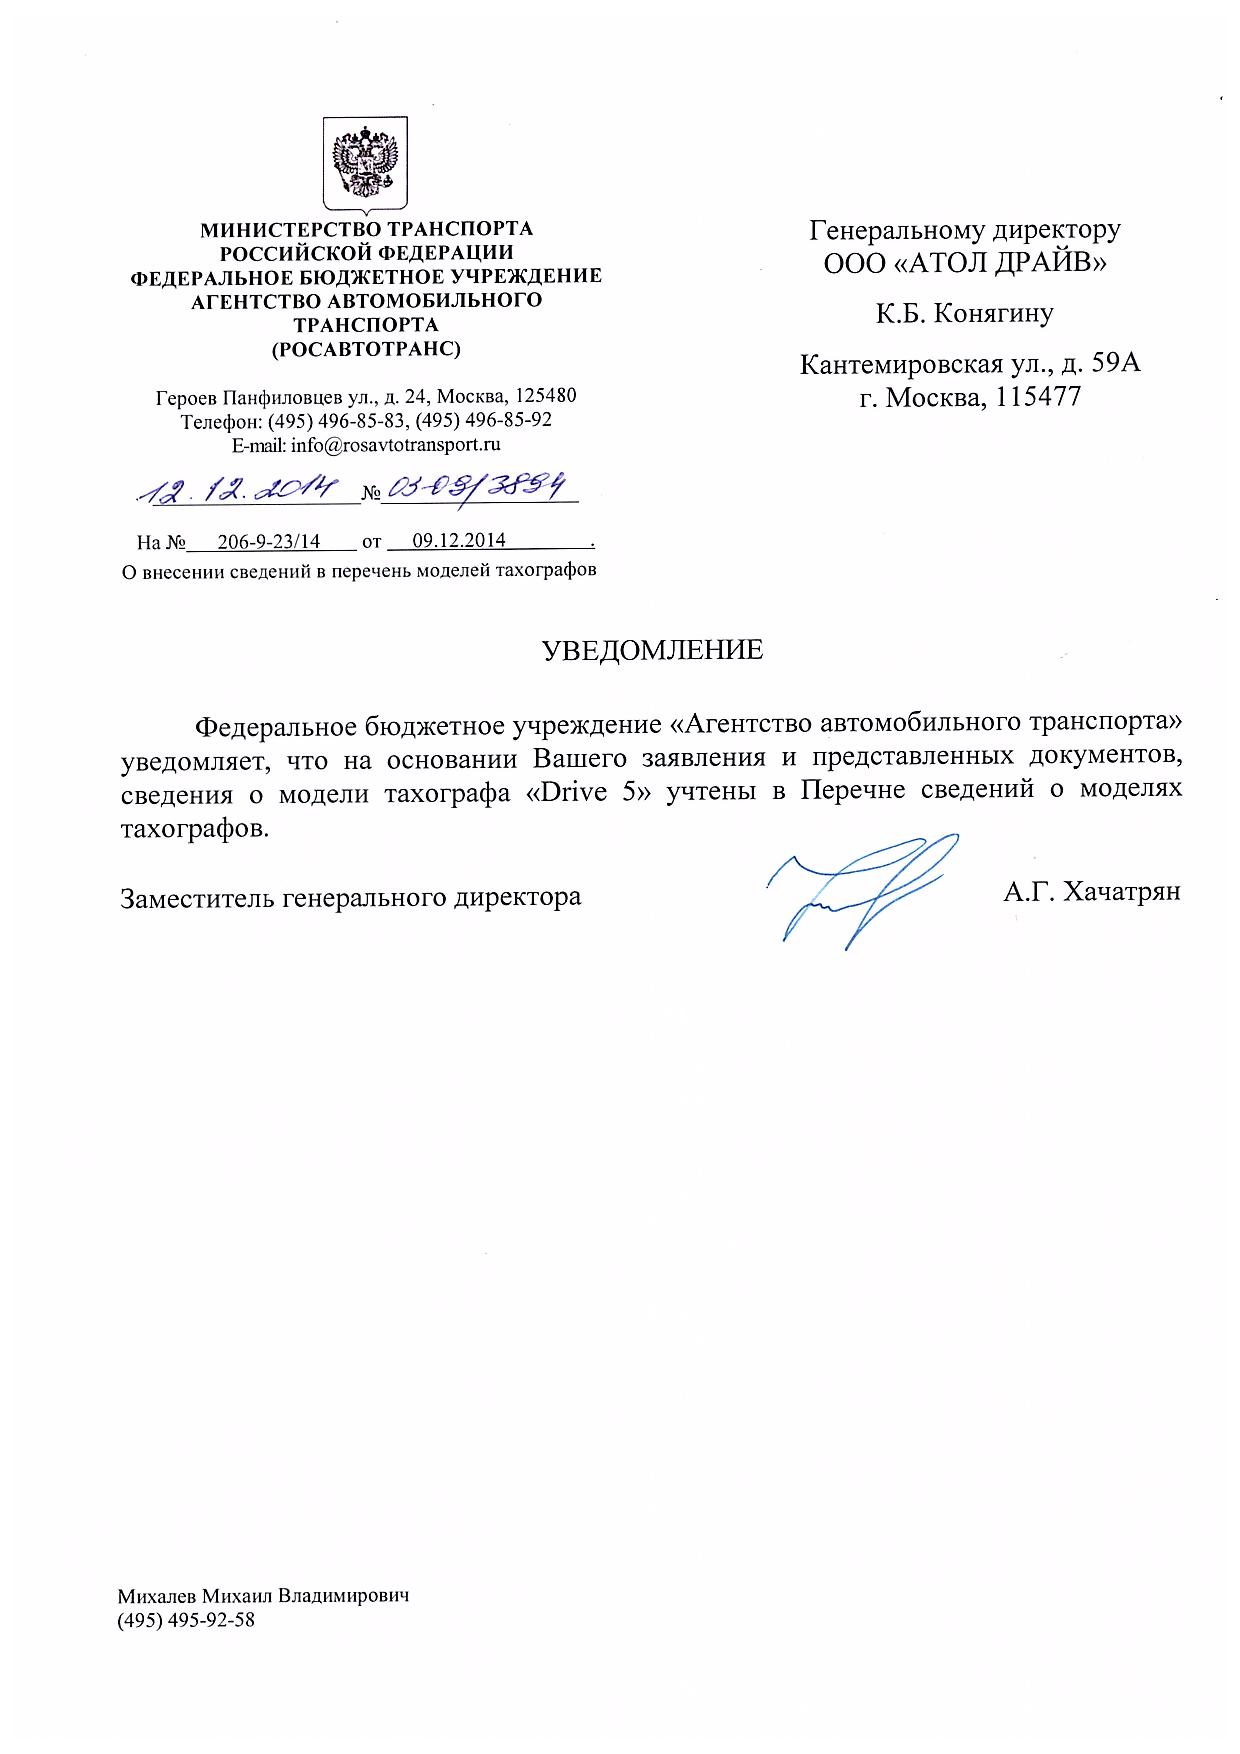 МИНИСТЕРСТВО ТРАНСПОРТА
РОССИЙСКОЙ ФЕДЕРАЦИИ
ФЕДЕРАЛЬНОЕ БЮДЖЕТНОЕ УЧРЕЖДЕНИЕ
АГЕНТСТВО АВТОМОБИЛЬНОГО
ТРАНСПОРТА
(РОСАВТОТРАНС)
Героев Панфиловцев ул., д. 24, Москва, 125480
Телефон: (495) 496-85-83, (495) 496-85-92
E-mail: info@rosavtotransport.ru
12.12.2014 № 03-09/3894
На № 206-9-23/14 от 09.12.2014 .
О внесении сведений в перечень моделей тахографов
Генеральному директору
ООО «АТОЛ ДРАЙВ»
К.Б. Конягину
Кантемировская ул., д. 59А
г. Москва, 115477
УВЕДОМЛЕНИЕ
Федеральное бюджетное учреждение «Агентство автомобильного транспорта»
уведомляет, что на основании Вашего заявления и представленных документов,
сведения о модели тахографа «Drive 5» учтены в Перечне сведений о моделях
тахографов.
Заместитель генерального директора А.Г. Хачатрян
Михалев Михаил Владимирович
(495) 495-92-58